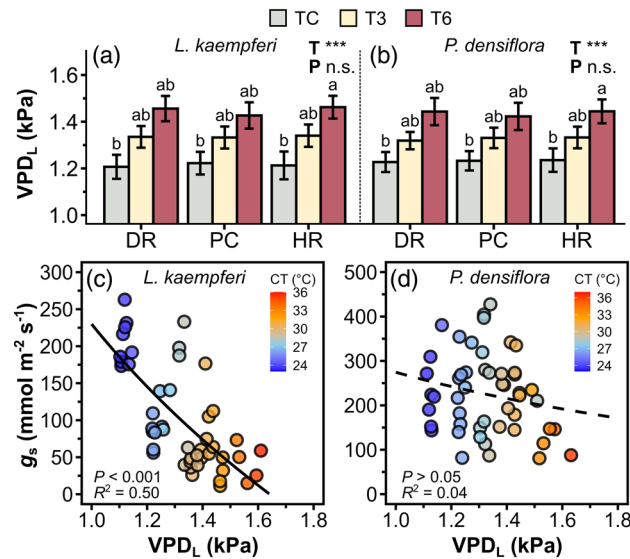 TC T3 T6
(a) L. kaempferi T ***
P n.s.
(b) P. densiflora T ***
P n.s.
VPDL (kPa)
1.6
1.4
1.2
1.0
b ab ab b ab ab b ab a
b ab ab b ab ab b ab a
DR PC HR DR PC HR
(c) L. kaempferi
CT (°C)
36
33
30
27
24
gs (mmol m−2 s−1)
300
250
200
150
100
50
0
P < 0.001
R2 = 0.50
1.0 1.2 1.4 1.6 1.8
VPDL (kPa)
(d) P. densiflora
CT (°C)
36
33
30
27
24
500
400
300
200
100
0
P > 0.05
R2 = 0.04
1.0 1.2 1.4 1.6 1.8
VPDL (kPa)